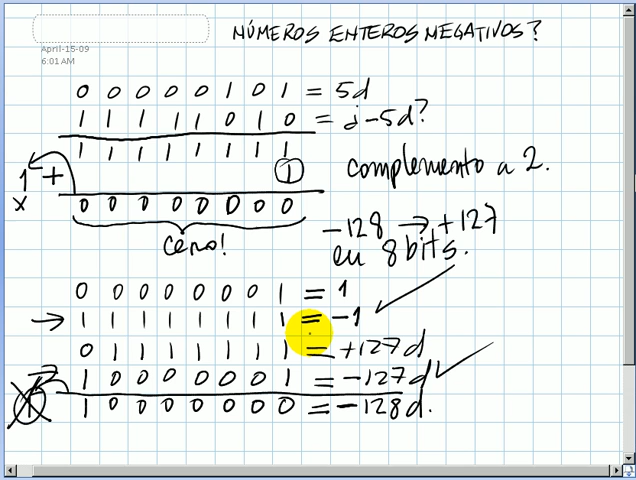 NÚMEROS ENTEROS NEGATIVOS?
April-15-09
6:01 AM
0 0 0 0 0 1 0 1 = 5d
1 1 1 1 1 0 1 0 = ¿-5d?
1 1 1 1 1 1 1 1
1 + 1
complemento a 2.
x 0 0 0 0 0 0 0 0
cero!
-128 → +127
en 8 bits.
0 0 0 0 0 0 0 1 = 1
→ 1 1 1 1 1 1 1 1 = -1
0 1 1 1 1 1 1 1 = +127d
1 0 0 0 0 0 0 1 = -127d
1 0 0 0 0 0 0 0 = -128d.